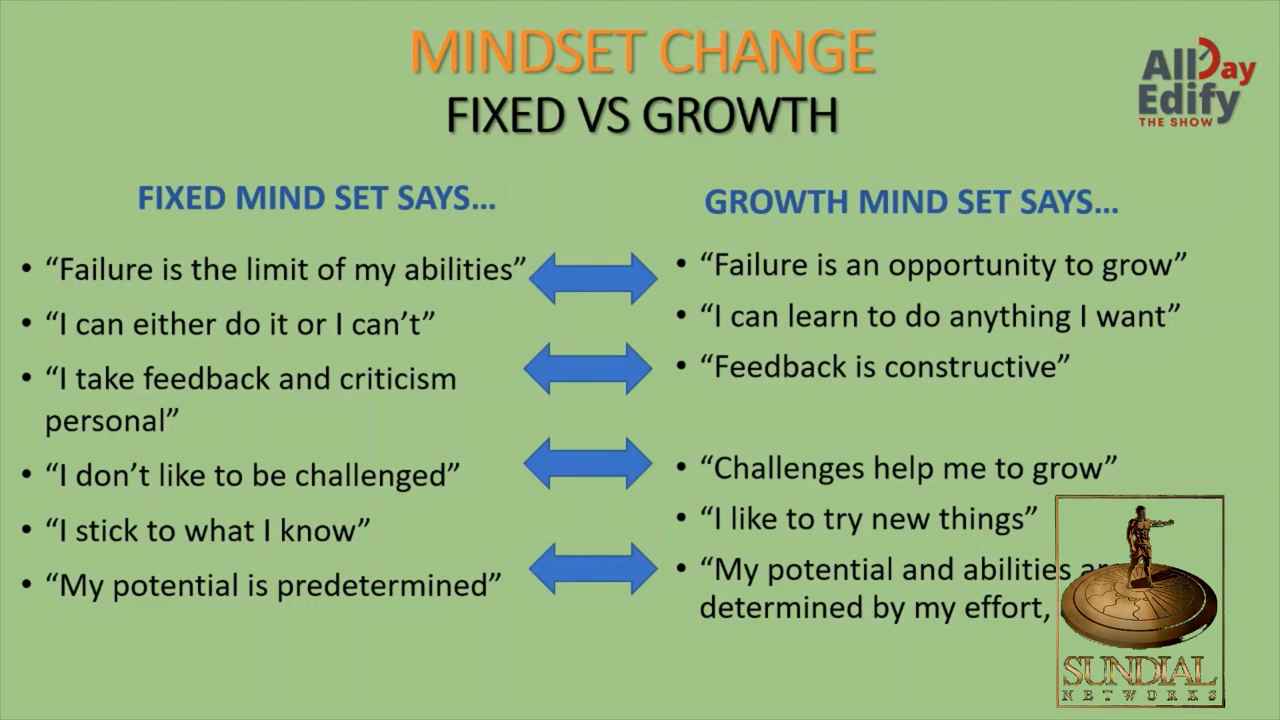 MINDSET CHANGE
FIXED VS GROWTH
AllDay
Edify
THE SHOW
FIXED MIND SET SAYS...
• “Failure is the limit of my abilities”
• “I can either do it or I can’t”
• “I take feedback and criticism
personal”
• “I don’t like to be challenged”
• “I stick to what I know”
• “My potential is predetermined”
GROWTH MIND SET SAYS...
• “Failure is an opportunity to grow”
• “I can learn to do anything I want”
• “Feedback is constructive”
• “Challenges help me to grow”
• “I like to try new things”
• “My potential and abilities
determined by my effort,
SUNDIAL
NETWORKS